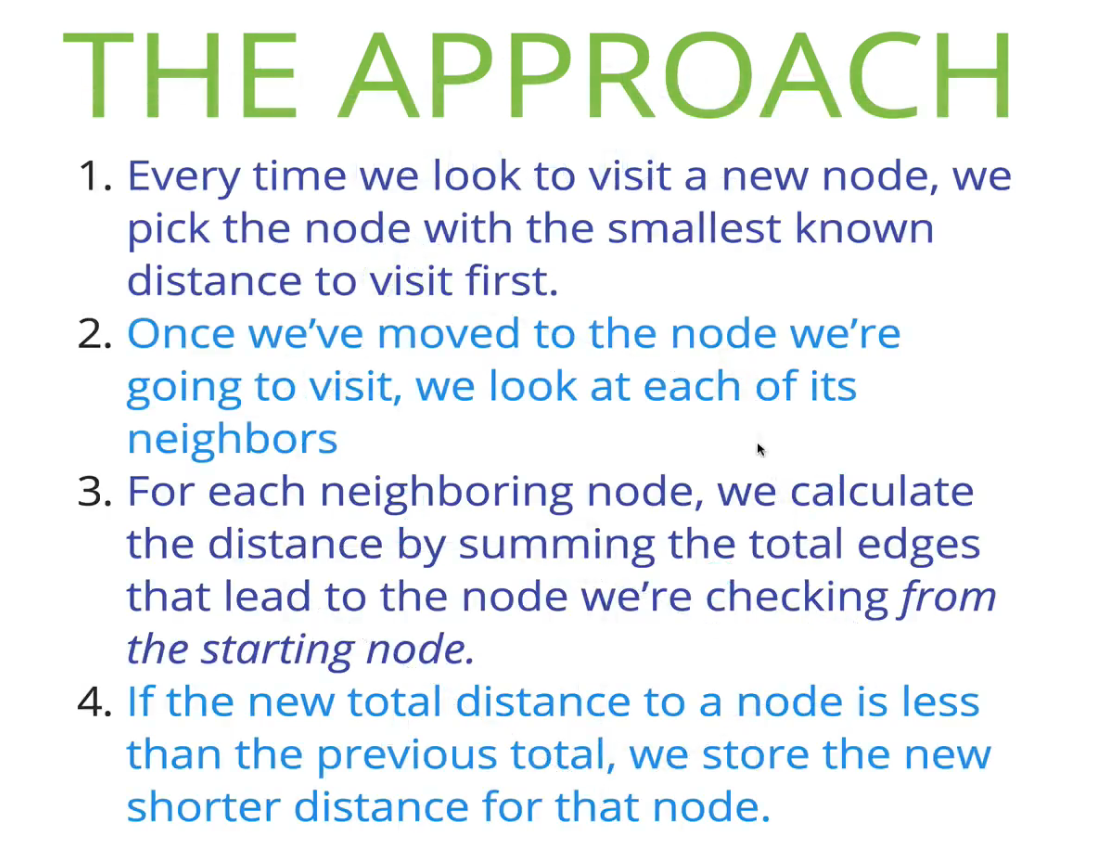 THE APPROACH
1. Every time we look to visit a new node, we
pick the node with the smallest known
distance to visit first.
2. Once we’ve moved to the node we’re
going to visit, we look at each of its
neighbors
3. For each neighboring node, we calculate
the distance by summing the total edges
that lead to the node we’re checking from
the starting node.
4. If the new total distance to a node is less
than the previous total, we store the new
shorter distance for that node.